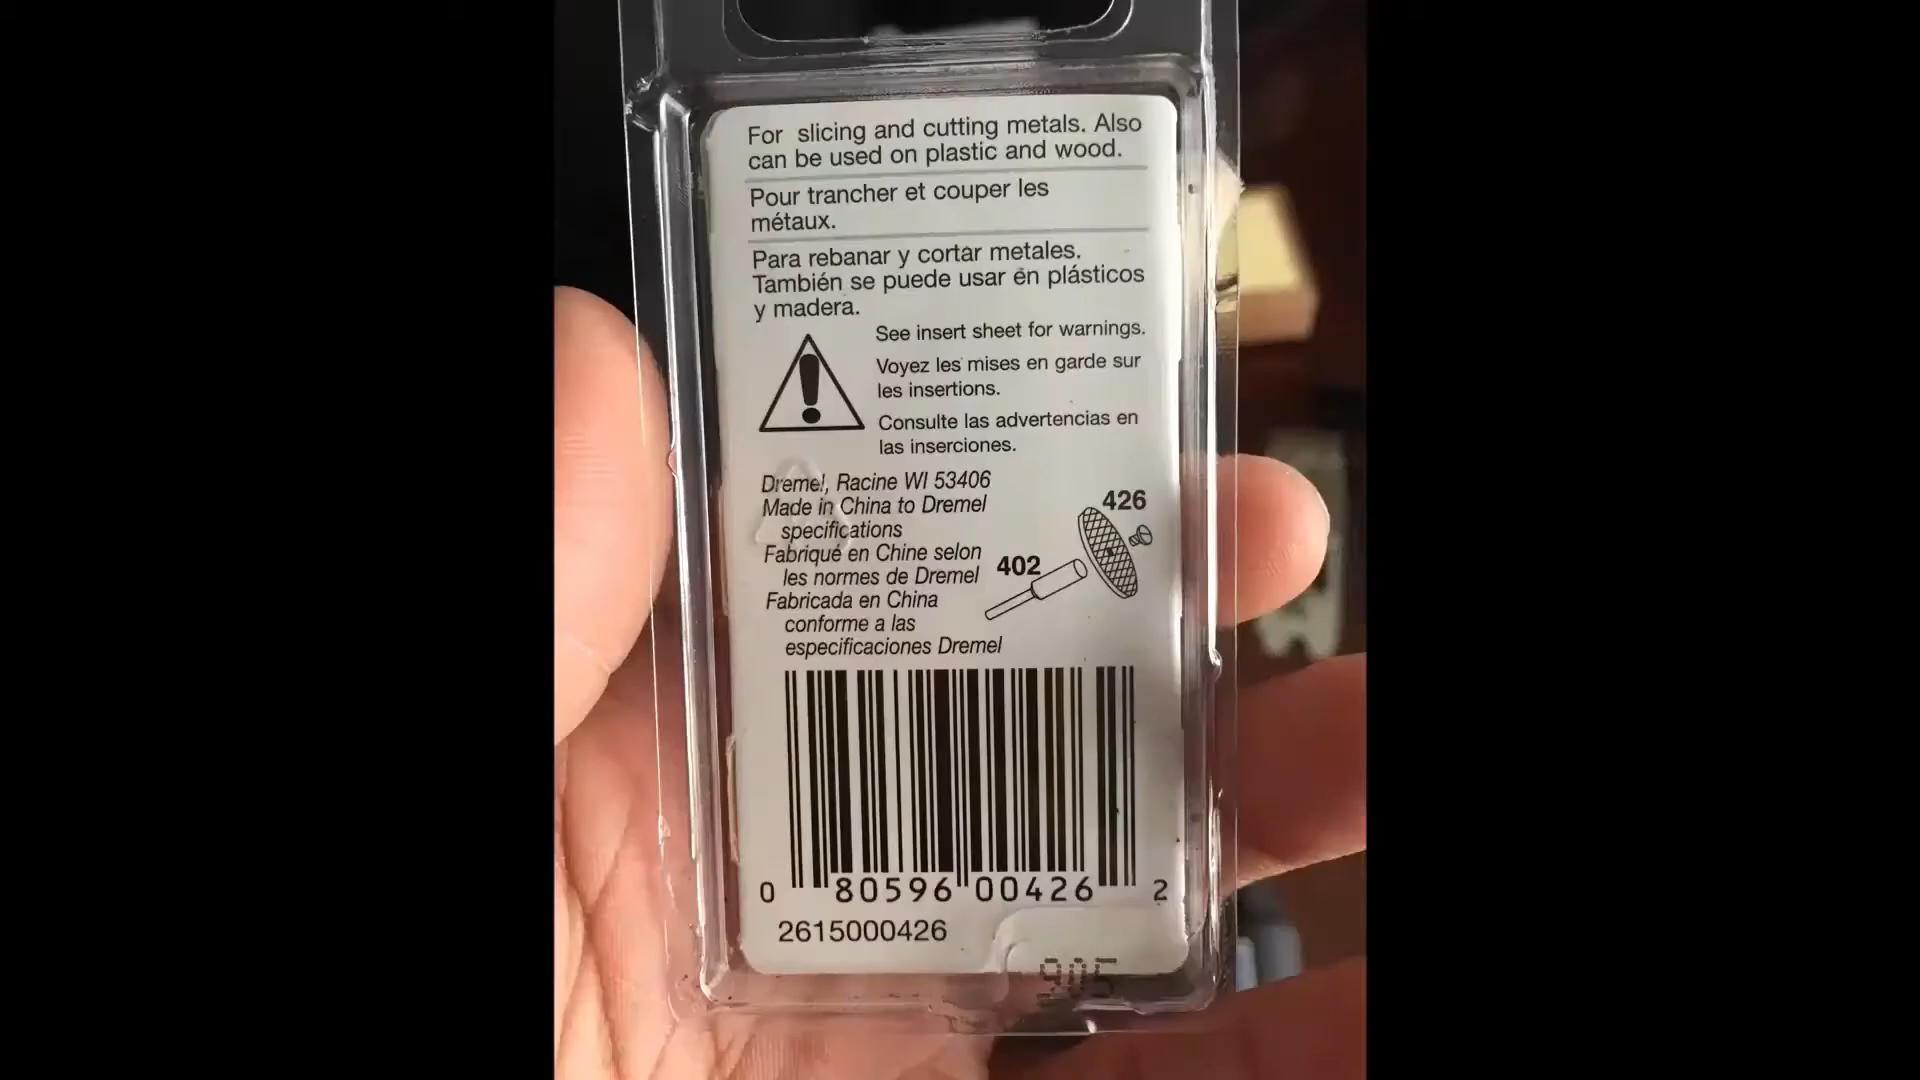 For slicing and cutting metals. Also
can be used on plastic and wood.
Pour trancher et couper les
métaux.
Para rebanar y cortar metales.
También se puede usar en plásticos
y madera.
See insert sheet for warnings.
Voyez les mises en garde sur
les insertions.
Consulte las advertencias en
las inserciones.
Dremel, Racine WI 53406
Made in China to Dremel
specifications
Fabriqué en Chine selon
les normes de Dremel
Fabricada en China
conforme a las
especificaciones Dremel
426
402
0 80596 00426 2
2615000426